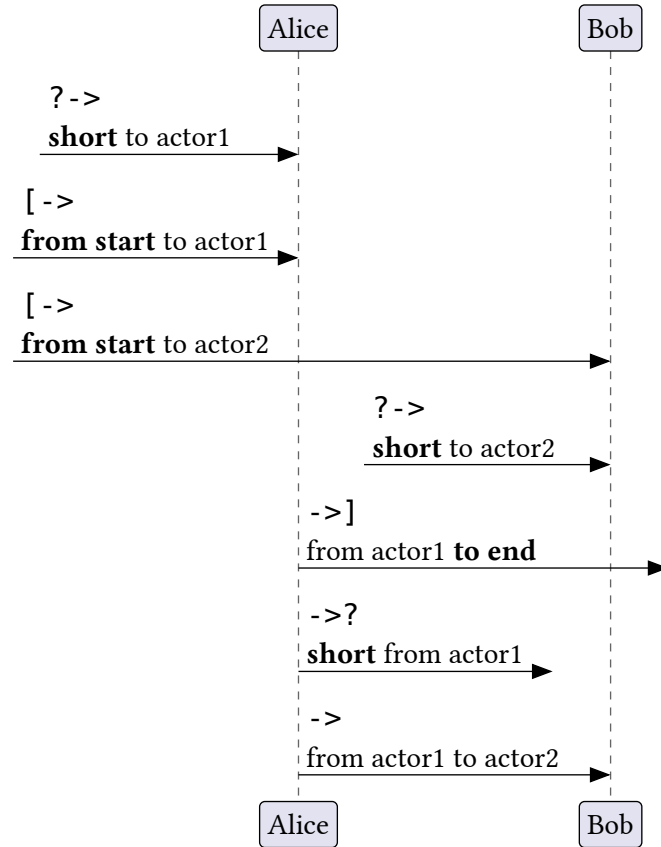 Alice Bob
?->
short to actor1
[->
from start to actor1
[->
from start to actor2
?->
short to actor2
->]
from actor1 to end
->?
short from actor1
->
from actor1 to actor2
Alice Bob